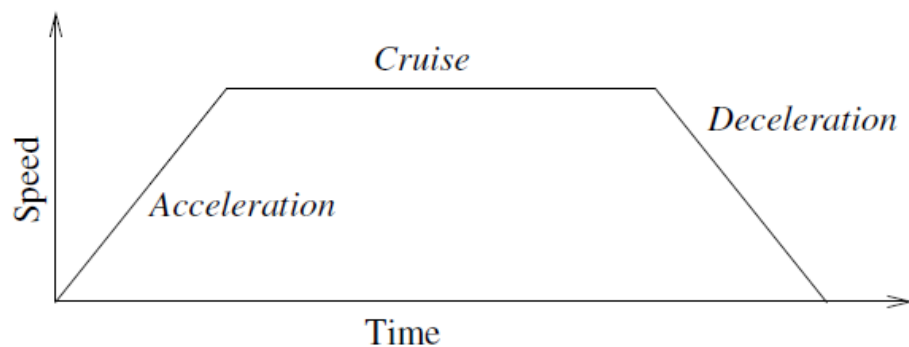 Cruise
Deceleration
Speed
Acceleration
Time